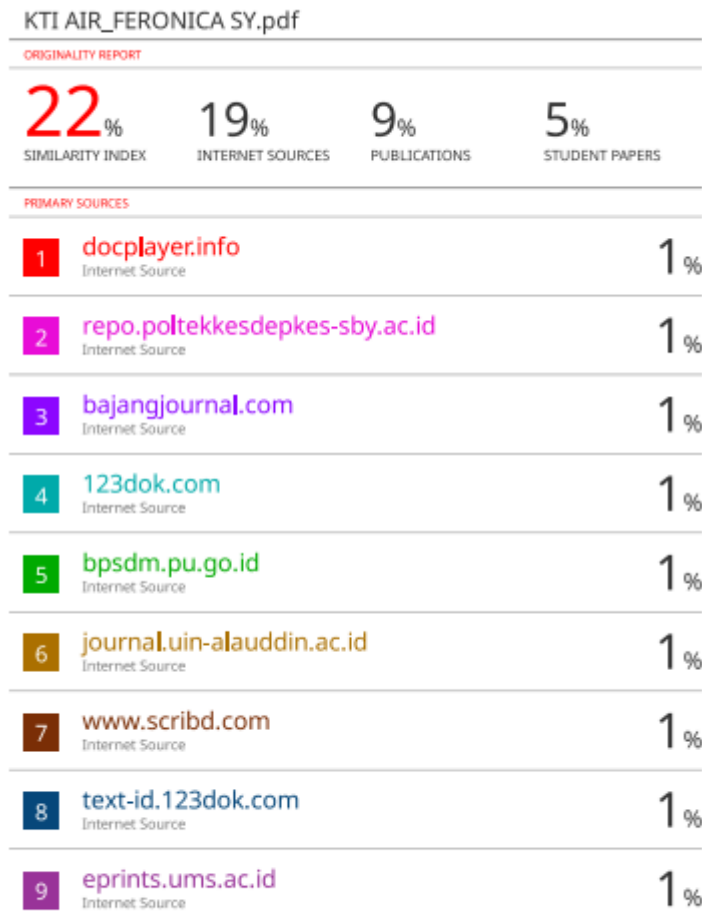 KTI AIR_FERONICA SY.pdf
ORIGINALITY REPORT
22% 19% 9% 5%
SIMILARITY INDEX INTERNET SOURCES PUBLICATIONS STUDENT PAPERS
PRIMARY SOURCES
1 docplayer.info 1%
Internet Source
2 repo.poltekkesdepkes-sby.ac.id 1%
Internet Source
3 bajangjournal.com 1%
Internet Source
4 123dok.com 1%
Internet Source
5 bpsdm.pu.go.id 1%
Internet Source
6 journal.uin-alauddin.ac.id 1%
Internet Source
7 www.scribd.com 1%
Internet Source
8 text-id.123dok.com 1%
Internet Source
9 eprints.ums.ac.id 1%
Internet Source